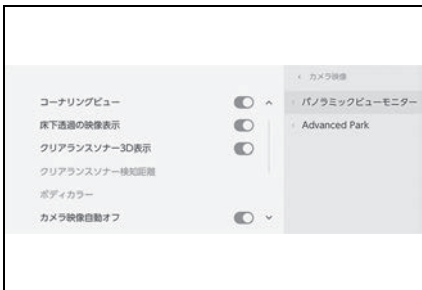 カメラ映像
コーナリングビュー
床下透過の映像表示
クリアランスソナー3D表示
クリアランスソナー検知距離
ボディカラー
カメラ映像自動オフ
パノラミックビューモニター
Advanced Park